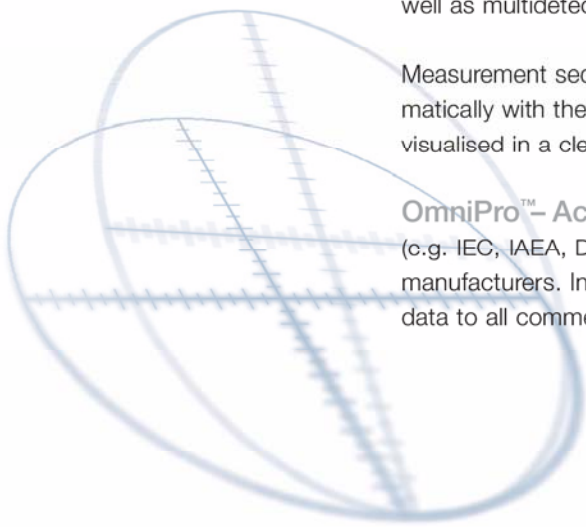 well as multidetec
Measurement sec
matically with the
visualised in a cle
OmniPro™– Ac
(c.g. IEC, IAEA, D
manufacturers. In
data to all comme